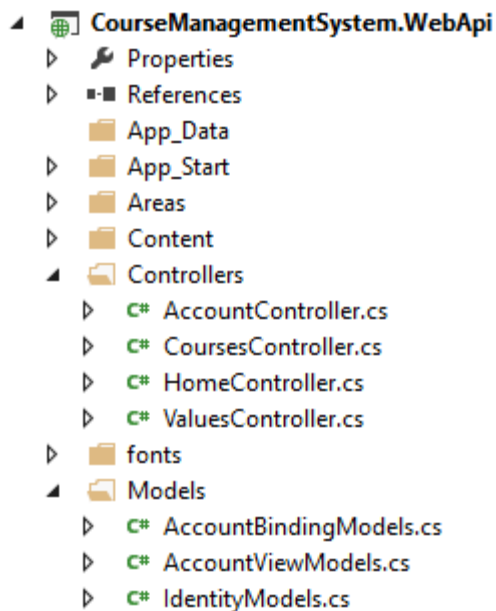 CourseManagementSystem.WebApi
Properties
References
App_Data
App_Start
Areas
Content
Controllers
C# AccountController.cs
C# CoursesController.cs
C# HomeController.cs
C# ValuesController.cs
fonts
Models
C# AccountBindingModels.cs
C# AccountViewModels.cs
C# IdentityModels.cs